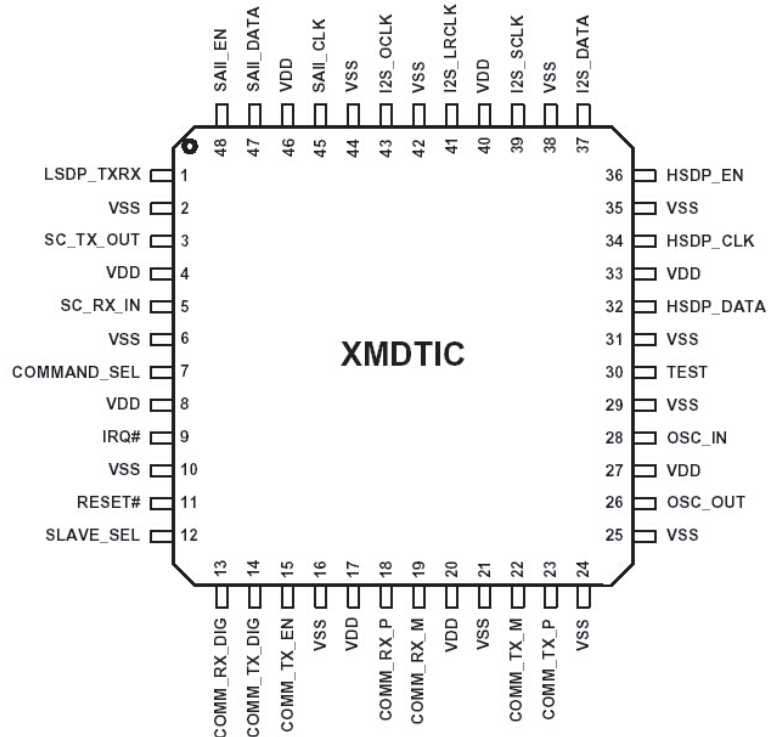 SAII_EN
SAII_DATA
VDD
SAII_CLK
VSS
I2S_OCLK
VSS
I2S_LRCLK
VDD
I2S_SCLK
VSS
I2S_DATA
48
47
46
45
44
43
42
41
40
39
38
37
LSDP_TXRX 1
VSS 2
SC_TX_OUT 3
VDD 4
SC_RX_IN 5
VSS 6
COMMAND_SEL 7
VDD 8
IRQ# 9
VSS 10
RESET# 11
SLAVE_SEL 12
XMDTIC
36 HSDP_EN
35 VSS
34 HSDP_CLK
33 VDD
32 HSDP_DATA
31 VSS
30 TEST
29 VSS
28 OSC_IN
27 VDD
26 OSC_OUT
25 VSS
13
14
15
16
17
18
19
20
21
22
23
24
COMM_RX_DIG
COMM_TX_DIG
COMM_TX_EN
VSS
VDD
COMM_RX_P
COMM_RX_M
VDD
VSS
COMM_TX_M
COMM_TX_P
VSS